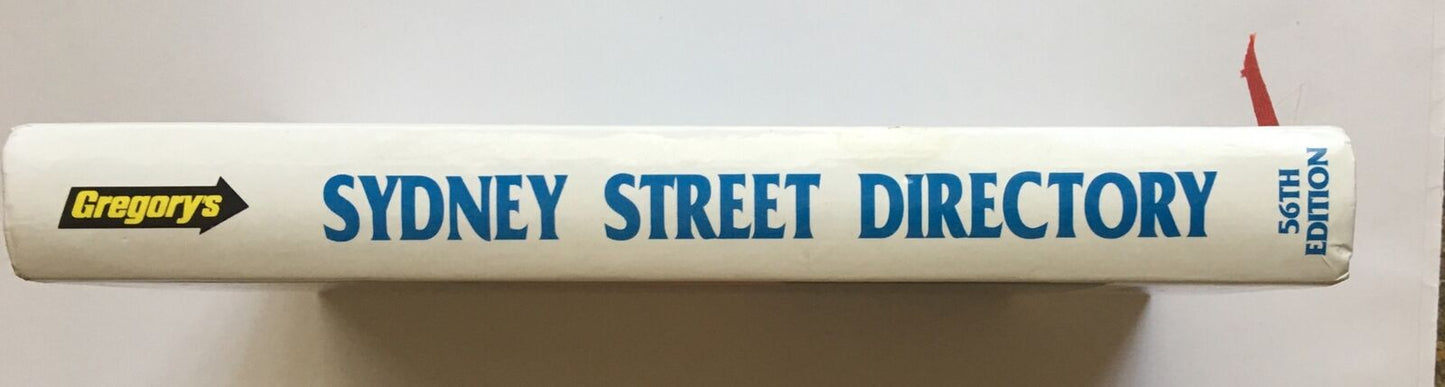 Gregory's
SYDNEY STREET DIRECTORY
56TH
EDITION